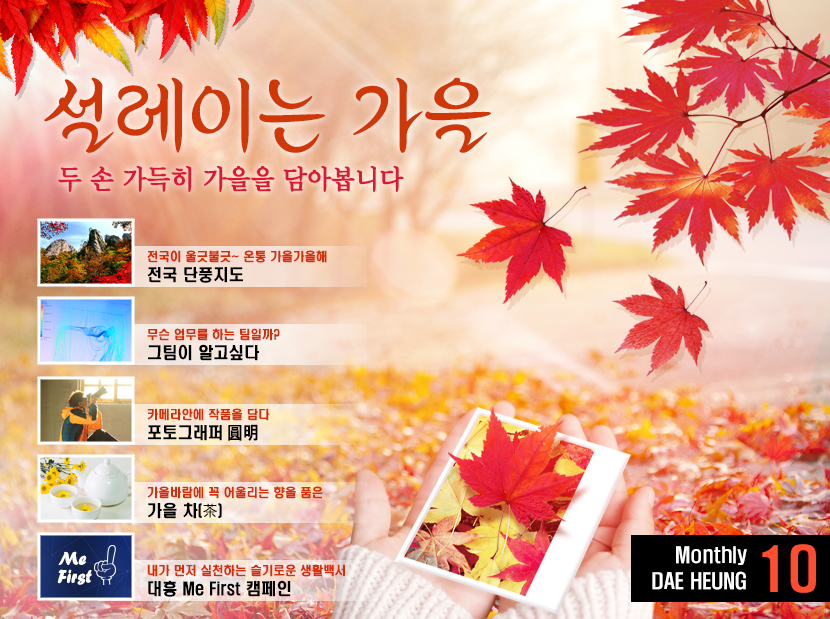 설레이는 가을
두 손 가득히 가을을 담아봅니다
전국이 울긋불긋~ 온통 가을가을해
전국 단풍지도
무슨 업무를 하는 팀일까?
그팀이 알고싶다
카메라안에 작품을 담다
포토그래퍼 圓明
가을바람에 꼭 어울리는 향을 품은
가을 차(茶)
Me
First
내가 먼저 실천하는 슬기로운 생활백서
대흥 Me First 캠페인
Monthly
DAE HEUNG
10